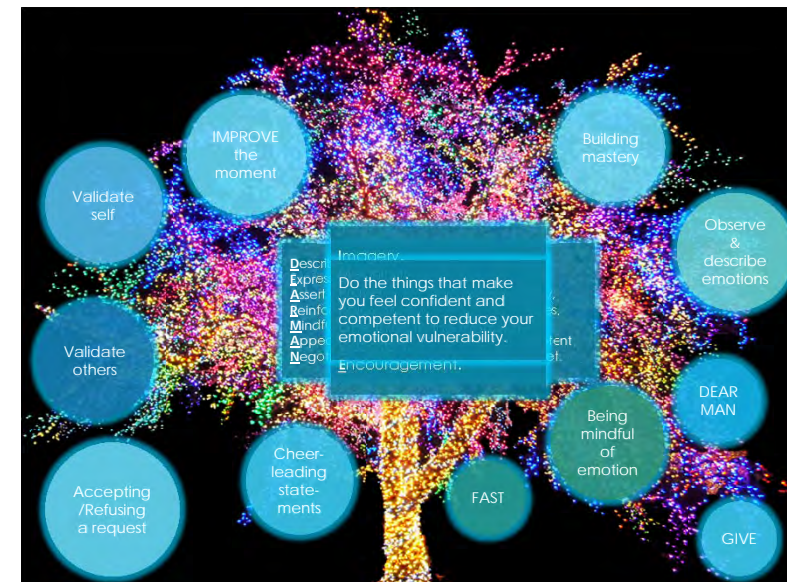 IMPROVE
the
moment
Building
mastery
Validate
self
Observe
&
describe
emotions
Imagery.
Do the things that make
you feel confident and
competent to reduce your
emotional vulnerability.
Encouragement.
Validate
others
DEAR
MAN
Being
mindful
of
emotion
Cheer-
leading
state-
ments
Accepting
/Refusing
a request
FAST
GIVE